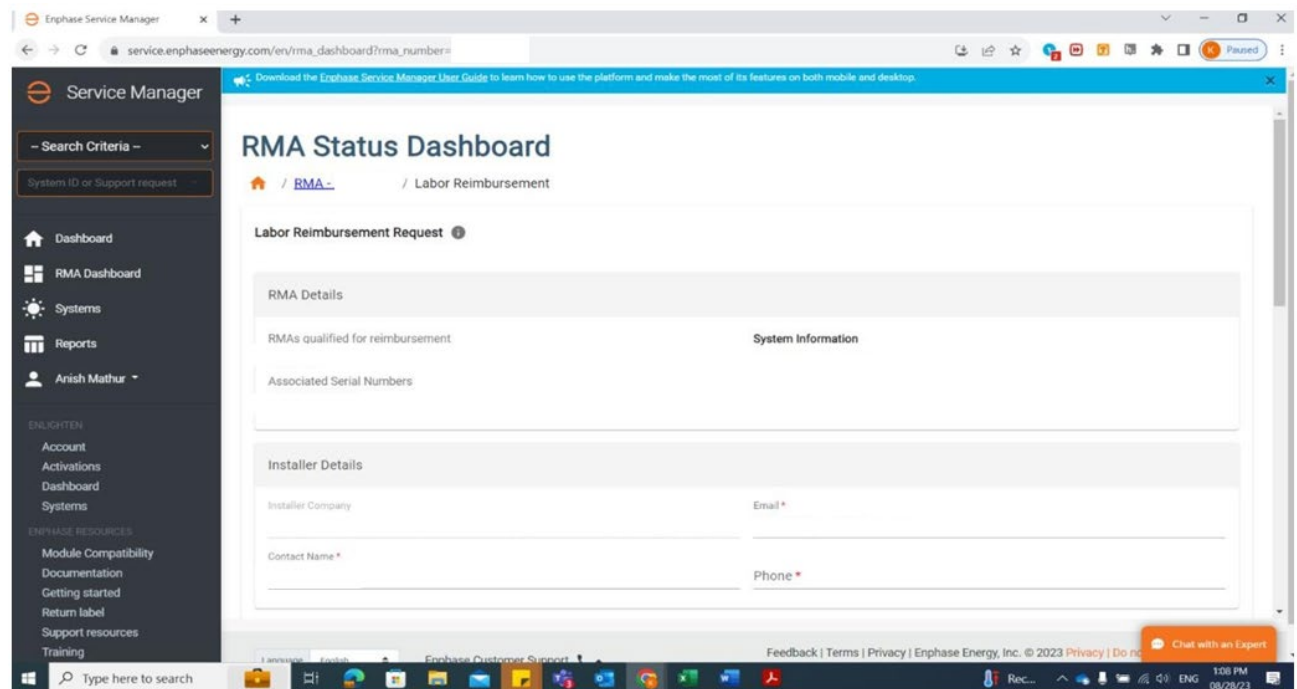 Enphase Service Manager
service.enphaseenergy.com/en/rma_dashboard?rma_number=
Paused
Service Manager
Download the Enphase Service Manager User Guide to learn how to use the platform and make the most of its features on both mobile and desktop.
-- Search Criteria --
System ID or Support request
RMA Status Dashboard
/ RMA - / Labor Reimbursement
Dashboard
RMA Dashboard
Systems
Reports
Anish Mathur
ENLIGHTEN
Account
Activations
Dashboard
Systems
ENPHASE RESOURCES
Module Compatibility
Documentation
Getting started
Return label
Support resources
Training
Labor Reimbursement Request
RMA Details
RMAs qualified for reimbursement
System Information
Associated Serial Numbers
Installer Details
Installer Company
Email *
Contact Name *
Phone *
Language English
Enphase Customer Support
Feedback | Terms | Privacy | Enphase Energy, Inc. © 2023 Privacy | Do
Chat with an Expert
Type here to search
Rec...
ENG
1:08 PM
08/28/23